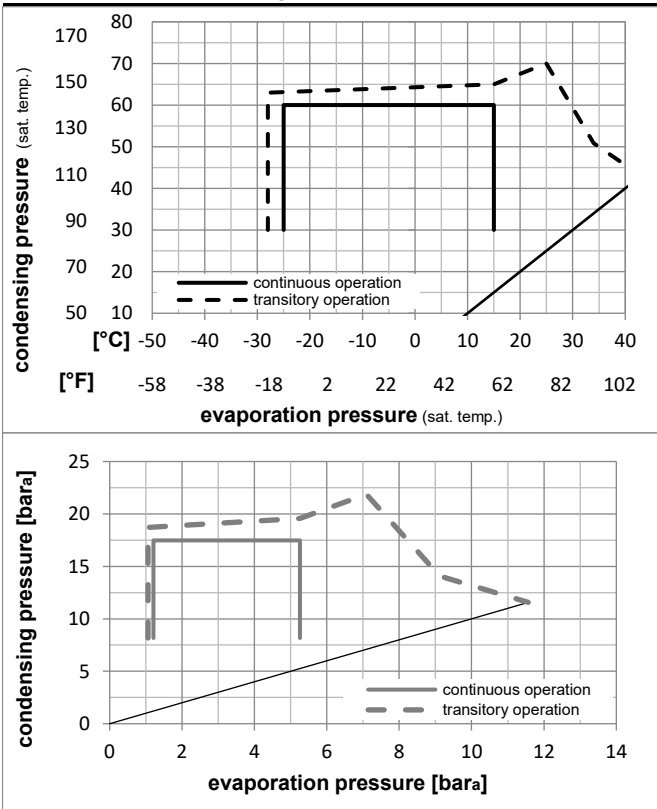 condensing pressure (sat. temp.)
170 80
70
150 60
130 50
110 40
90 30
70 20
50 10
continuous operation
transitory operation
[°C] -50 -40 -30 -20 -10 0 10 20 30 40
[°F] -58 -38 -18 2 22 42 62 82 102
evaporation pressure (sat. temp.)
condensing pressure [bara]
25
20
15
10
5
0
continuous operation
transitory operation
0 2 4 6 8 10 12 14
evaporation pressure [bara]